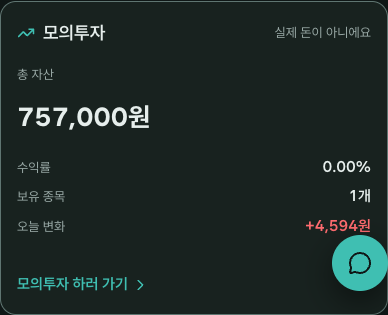 모의투자
실제 돈이 아니에요
총 자산
757,000원
수익률 0.00%
보유 종목 1개
오늘 변화 +4,594원
모의투자 하러 가기